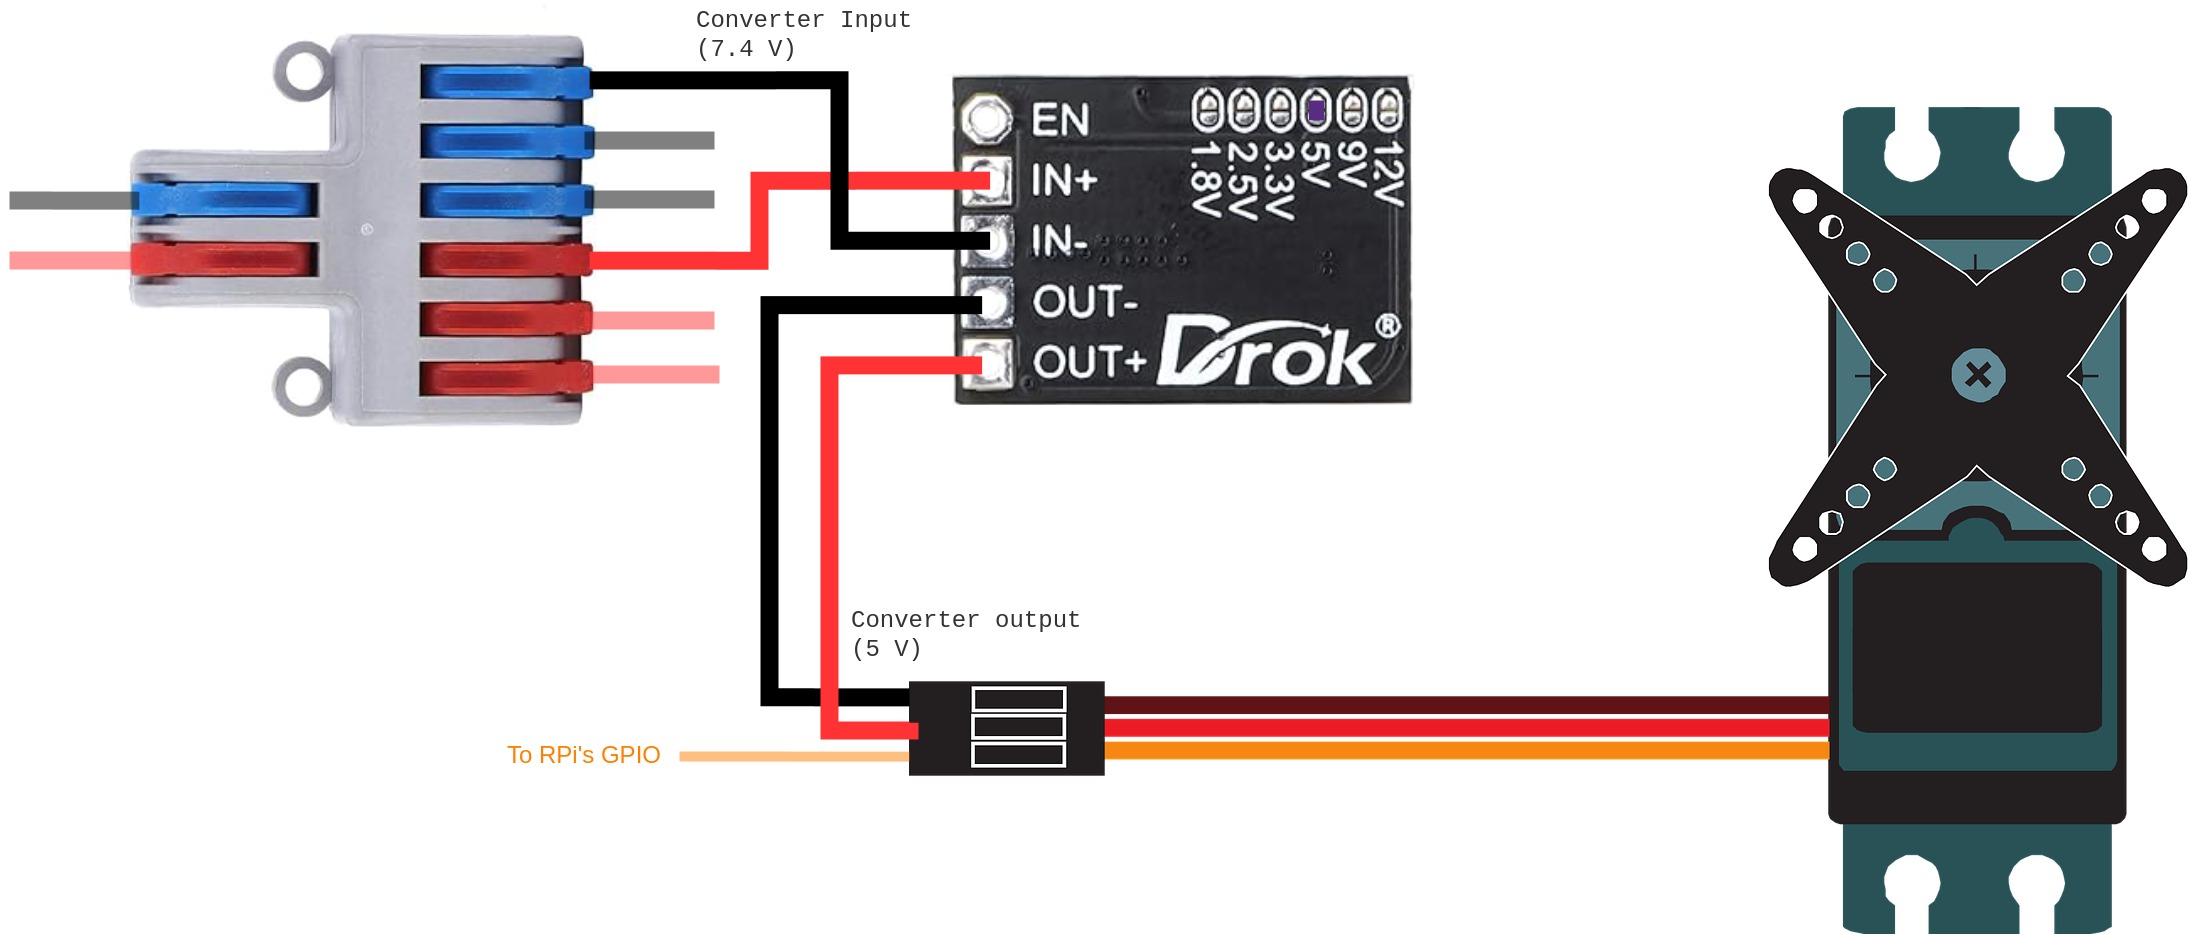 Converter Input
(7.4 V)
EN
IN+
IN-
OUT-
OUT+
1.8V
2.5V
3.3V
5V
9V
12V
Drok®
Converter output
(5 V)
To RPi's GPIO